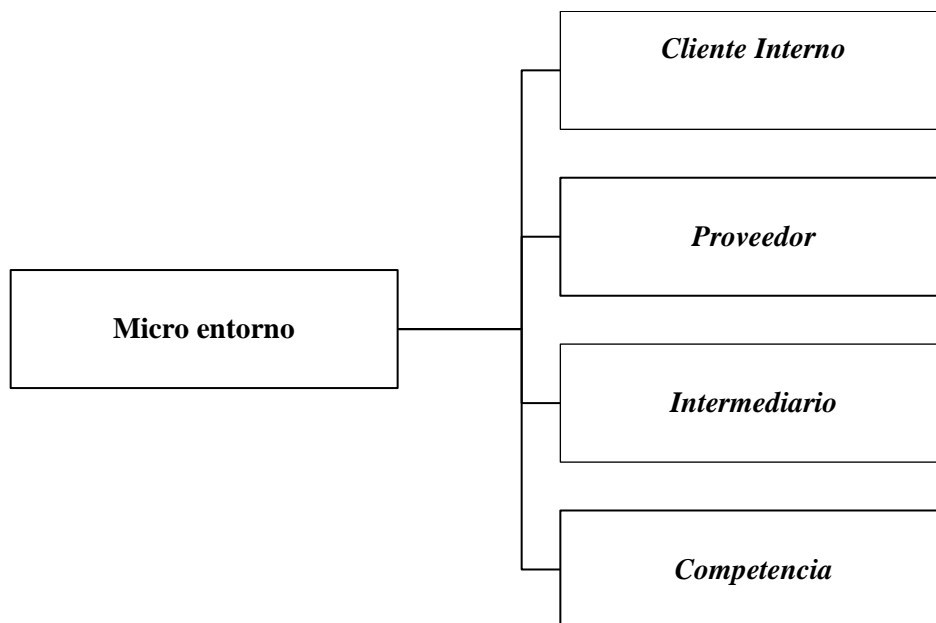 Cliente Interno
Proveedor
Micro entorno
Intermediario
Competencia